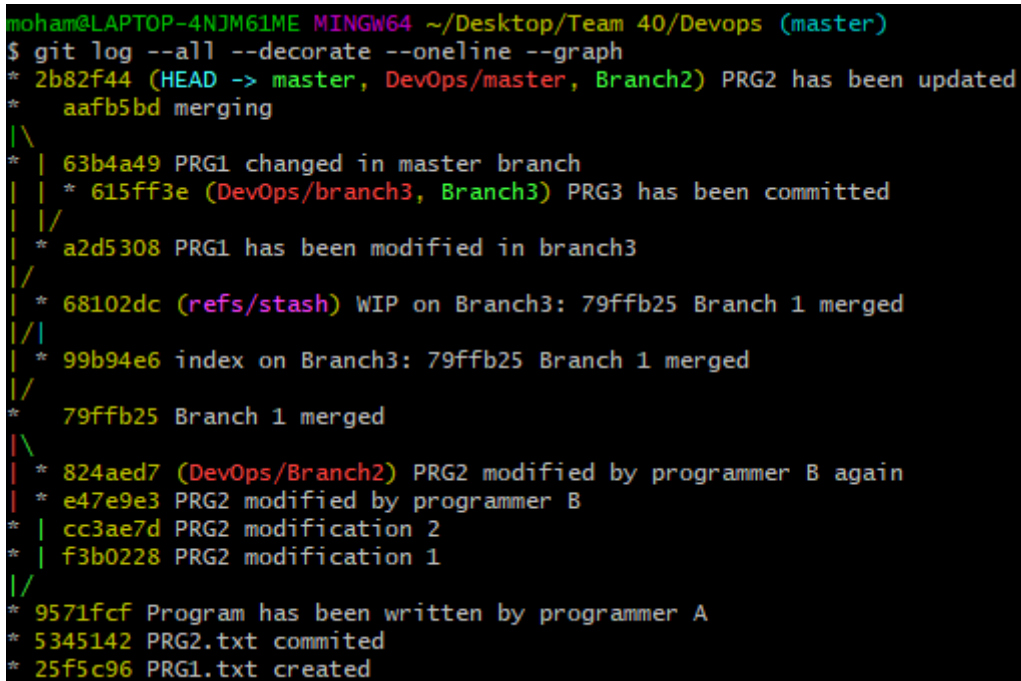 moham@LAPTOP-4NJM61ME MINGW64 ~/Desktop/Team 40/Devops (master)
$ git log --all --decorate --oneline --graph
* 2b82f44 (HEAD -> master, DevOps/master, Branch2) PRG2 has been updated
*   aafb5bd merging
|\
* | 63b4a49 PRG1 changed in master branch
| | * 615ff3e (DevOps/branch3, Branch3) PRG3 has been committed
| |/
| * a2d5308 PRG1 has been modified in branch3
|/
| * 68102dc (refs/stash) WIP on Branch3: 79ffb25 Branch 1 merged
|/|
| * 99b94e6 index on Branch3: 79ffb25 Branch 1 merged
|/
*   79ffb25 Branch 1 merged
|\
| * 824aed7 (DevOps/Branch2) PRG2 modified by programmer B again
| * e47e9e3 PRG2 modified by programmer B
* | cc3ae7d PRG2 modification 2
* | f3b0228 PRG2 modification 1
|/
* 9571fcf Program has been written by programmer A
* 5345142 PRG2.txt commited
* 25f5c96 PRG1.txt created